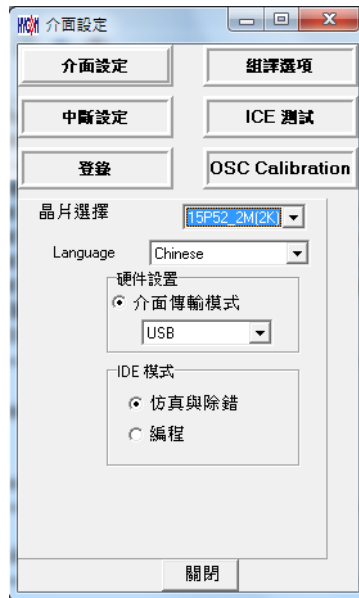 介面設定
介面設定 組譯選項
中斷設定 ICE 測試
登錄 OSC Calibration
晶片選擇 15P52_2M(2K)
Language Chinese
硬件設置
介面傳輸模式
USB
IDE 模式
仿真與除錯
編程
關閉